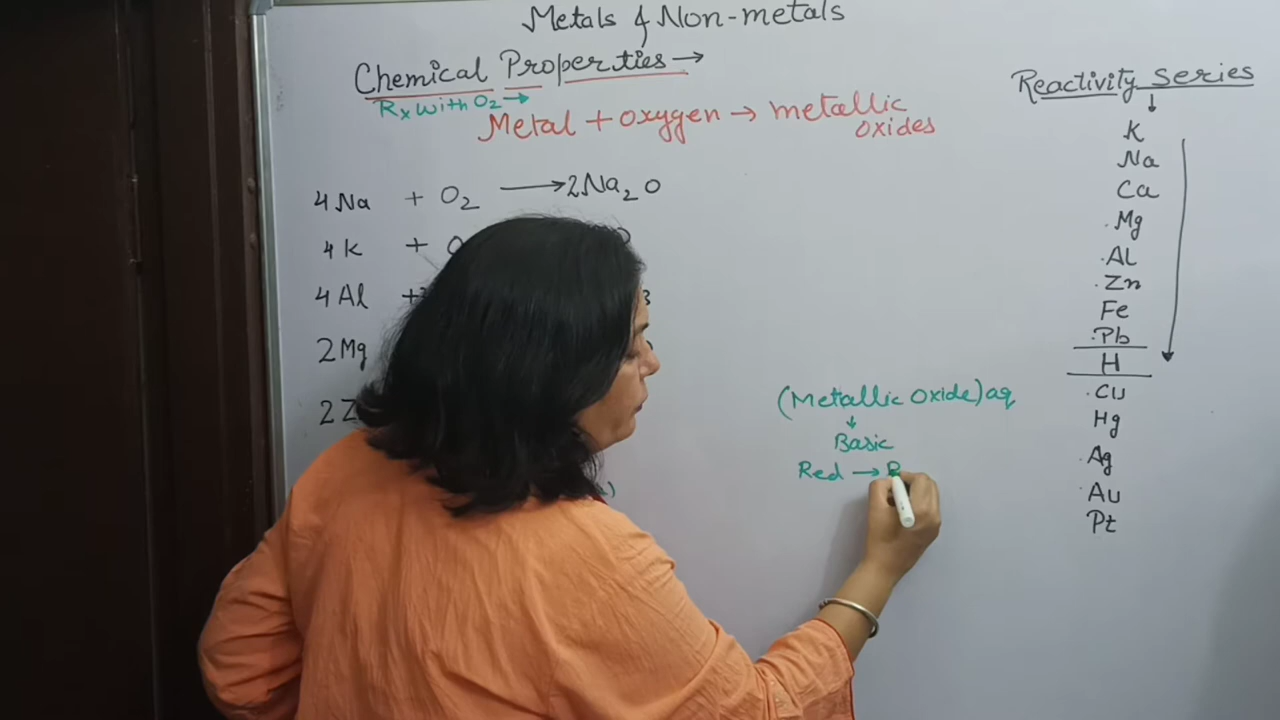 Metals & Non-metals
Chemical Properties →
Rx with O2 →
Metal + oxygen → metallic
oxides
4Na + O2 → 2Na2O
4K + O
4Al +
2Mg
2Z
(Metallic Oxide)aq
↓
Basic
Red → B
Reactivity Series
↓
K
Na
Ca
Mg
Al
Zn
Fe
Pb
H
Cu
Hg
Ag
Au
Pt